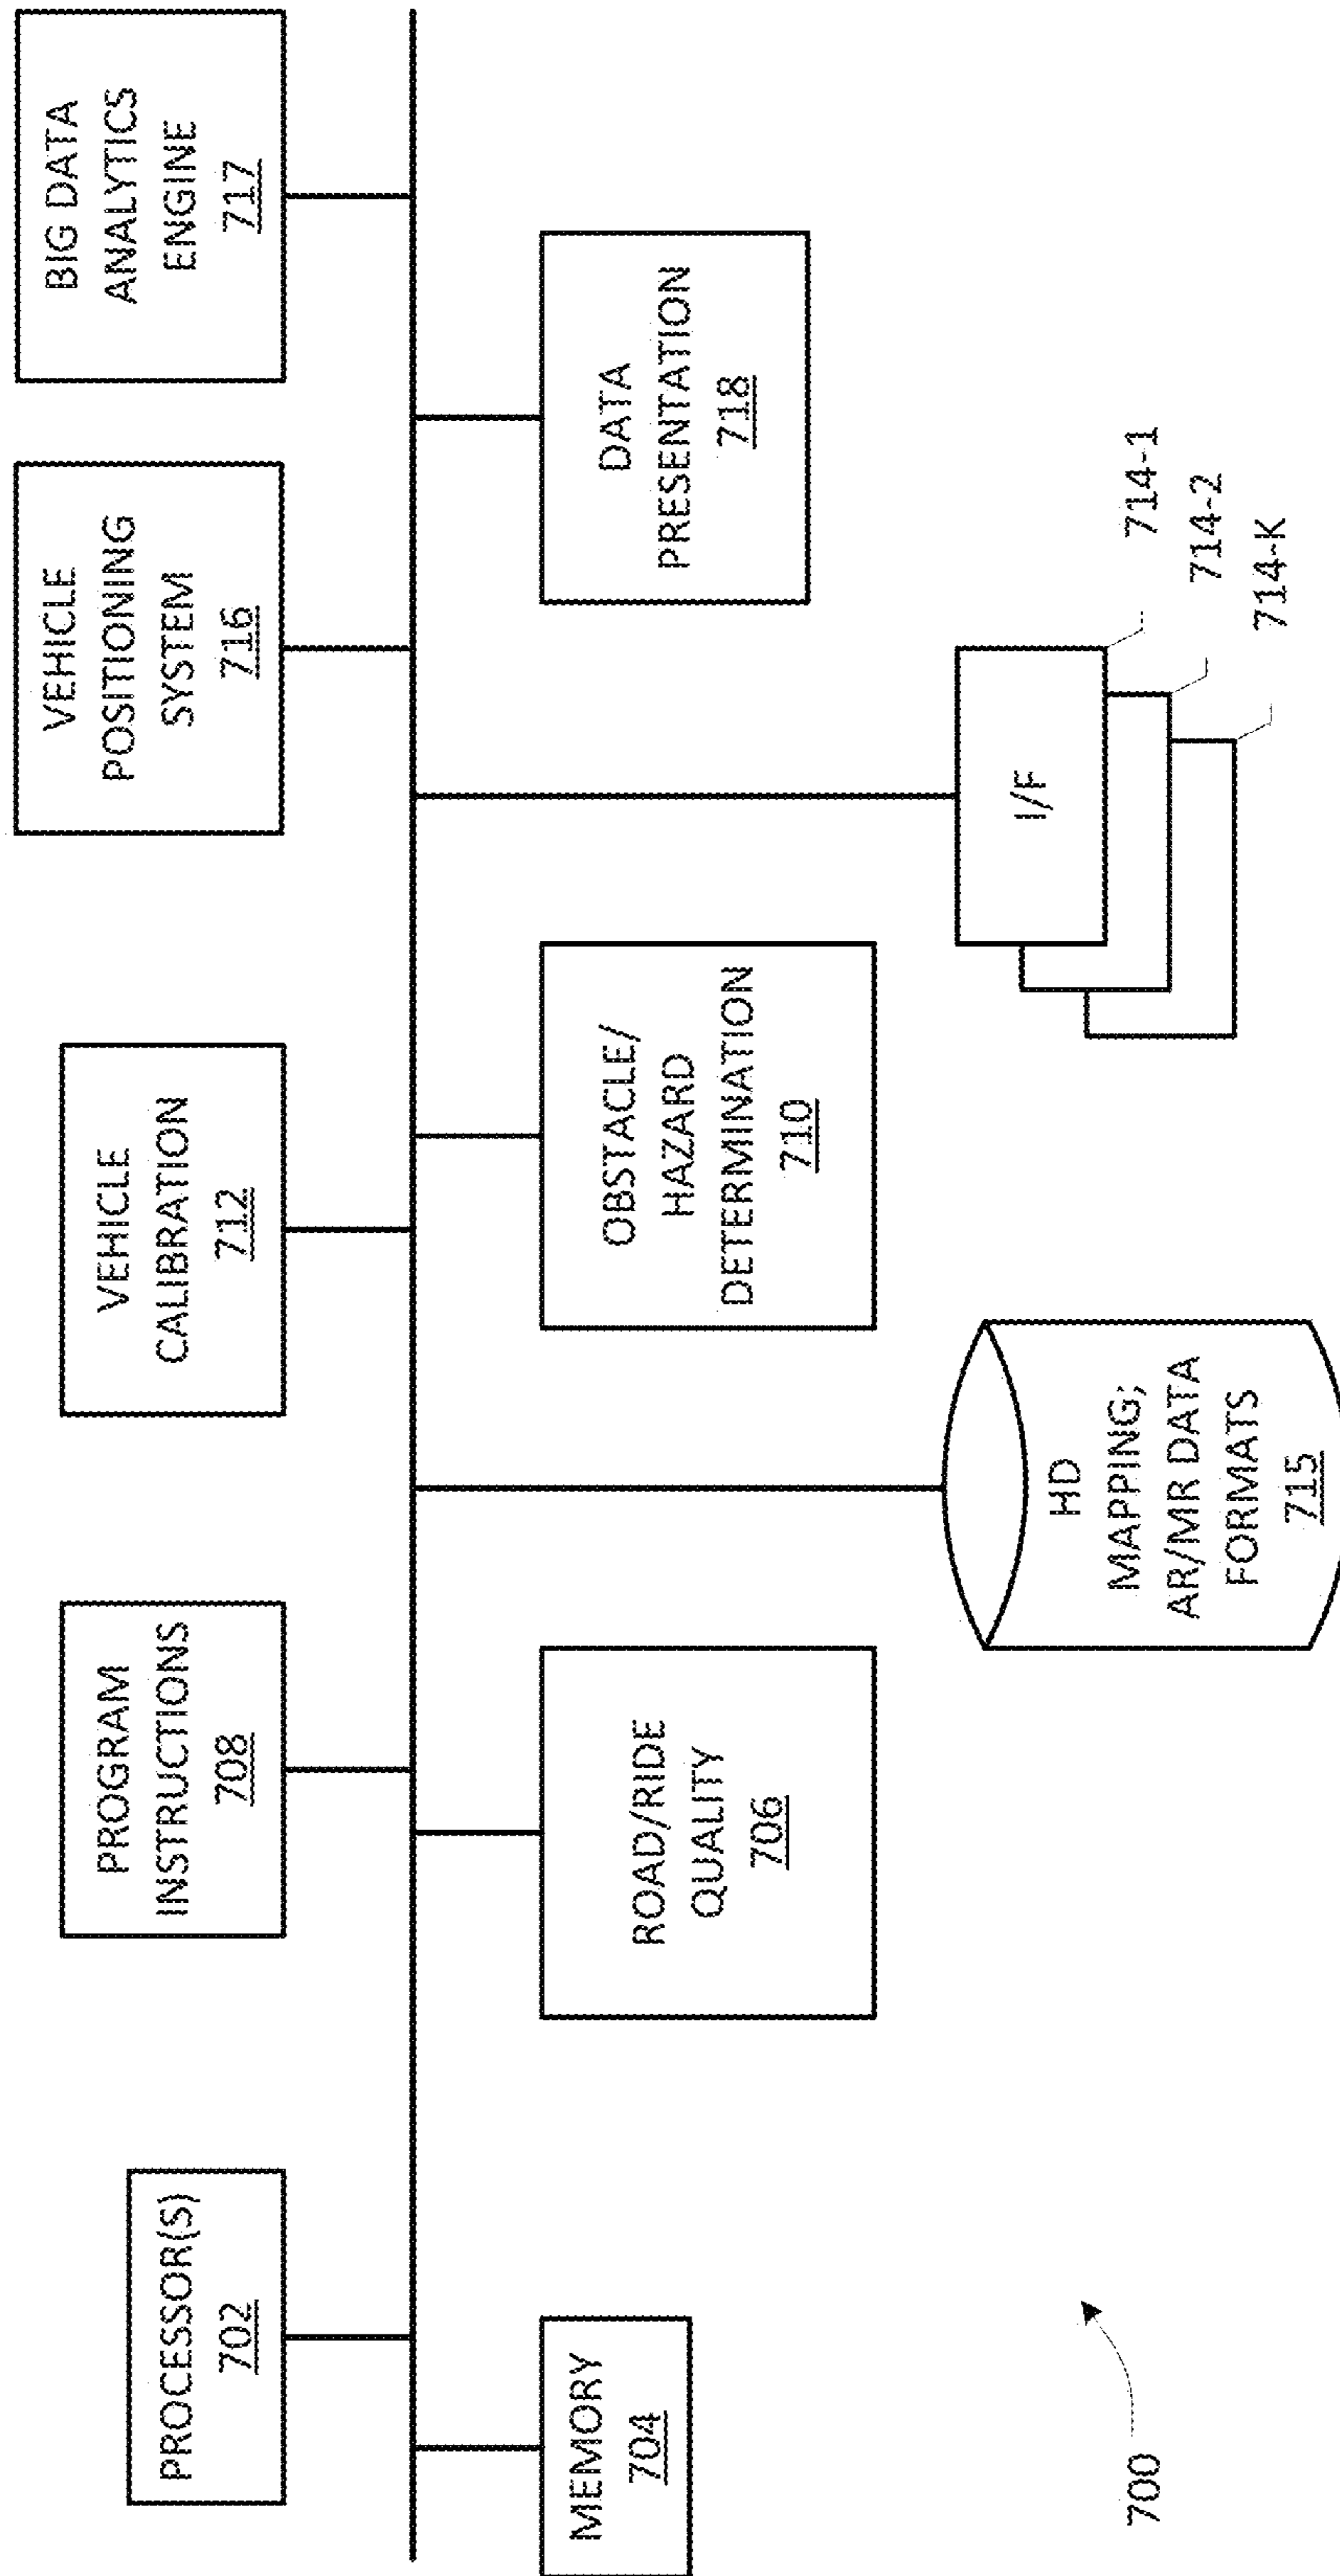 PROCESSOR(S)
702
PROGRAM
INSTRUCTIONS
708
VEHICLE
CALIBRATION
712
VEHICLE
POSITIONING
SYSTEM
716
BIG DATA
ANALYTICS
ENGINE
717
MEMORY
704
ROAD/RIDE
QUALITY
706
OBSTACLE/
HAZARD
DETERMINATION
710
DATA
PRESENTATION
718
HD
MAPPING;
AR/MR DATA
FORMATS
715
I/F
714-1
714-2
714-K
700